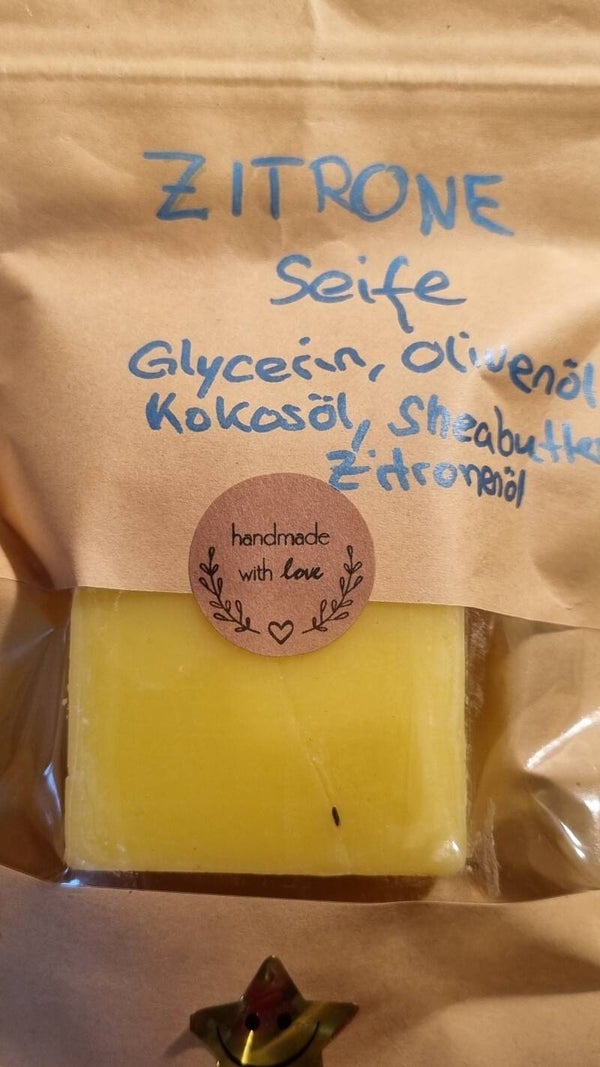 ZITRONE
Seife
Glycerin, Olivenöl
Kokosöl, Sheabutter
Zitronenöl
handmade
with love